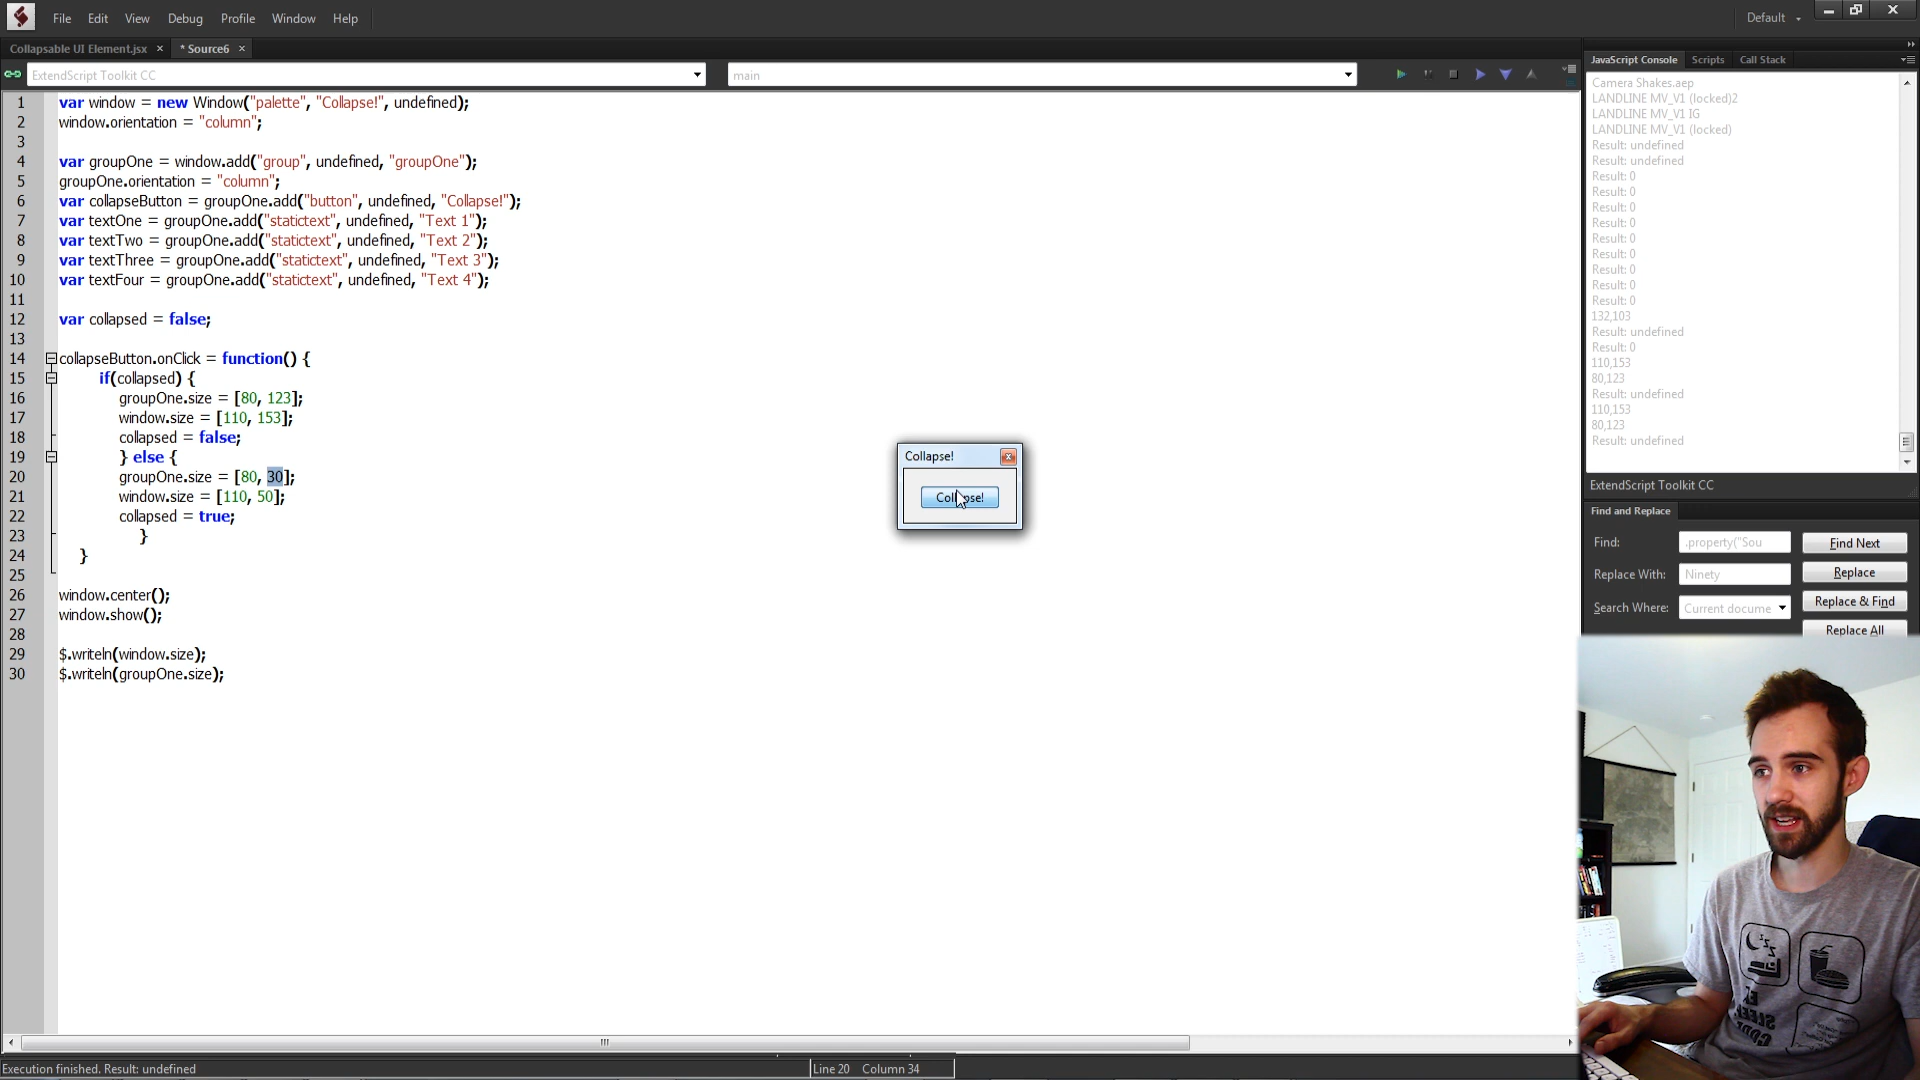 File Edit View Debug Profile Window Help
Default
Collapsable UI Element.jsx × * Source6 ×
ExtendScript Toolkit CC
main
1 var window = new Window("palette", "Collapse!", undefined);
2 window.orientation = "column";
3
4 var groupOne = window.add("group", undefined, "groupOne");
5 groupOne.orientation = "column";
6 var collapseButton = groupOne.add("button", undefined, "Collapse!");
7 var textOne = groupOne.add("statictext", undefined, "Text 1");
8 var textTwo = groupOne.add("statictext", undefined, "Text 2");
9 var textThree = groupOne.add("statictext", undefined, "Text 3");
10 var textFour = groupOne.add("statictext", undefined, "Text 4");
11
12 var collapsed = false;
13
14 collapseButton.onClick = function() {
15 if(collapsed) {
16 groupOne.size = [80, 123];
17 window.size = [110, 153];
18 collapsed = false;
19 } else {
20 groupOne.size = [80, 30];
21 window.size = [110, 50];
22 collapsed = true;
23 }
24 }
25
26 window.center();
27 window.show();
28
29 $.writeln(window.size);
30 $.writeln(groupOne.size);
Collapse!
JavaScript Console Scripts Call Stack
Camera Shakes.aep
LANDLINE MV_V1 (locked)2
LANDLINE MV_V1 IG
LANDLINE MV_V1 (locked)
Result: undefined
Result: undefined
Result: 0
Result: 0
Result: 0
Result: 0
Result: 0
Result: 0
Result: 0
Result: 0
Result: 0
132,103
Result: undefined
Result: 0
110,153
80,123
Result: undefined
110,153
80,123
Result: undefined
ExtendScript Toolkit CC
Find and Replace
Find: .property("Sou Find Next
Replace With: Ninety Replace
Search Where: Current docume Replace & Find
Replace All
Execution finished. Result: undefined
Line 20 Column 34